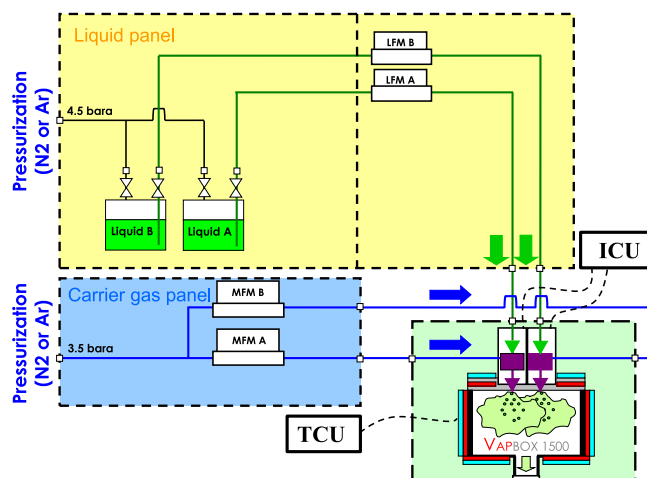 Liquid panel
LFM B
LFM A
Pressurization
(N2 or Ar)
4.5 bara
Liquid B
Liquid A
ICU
Carrier gas panel
MFM B
MFM A
Pressurization
(N2 or Ar)
3.5 bara
TCU
VAPBOX 1500